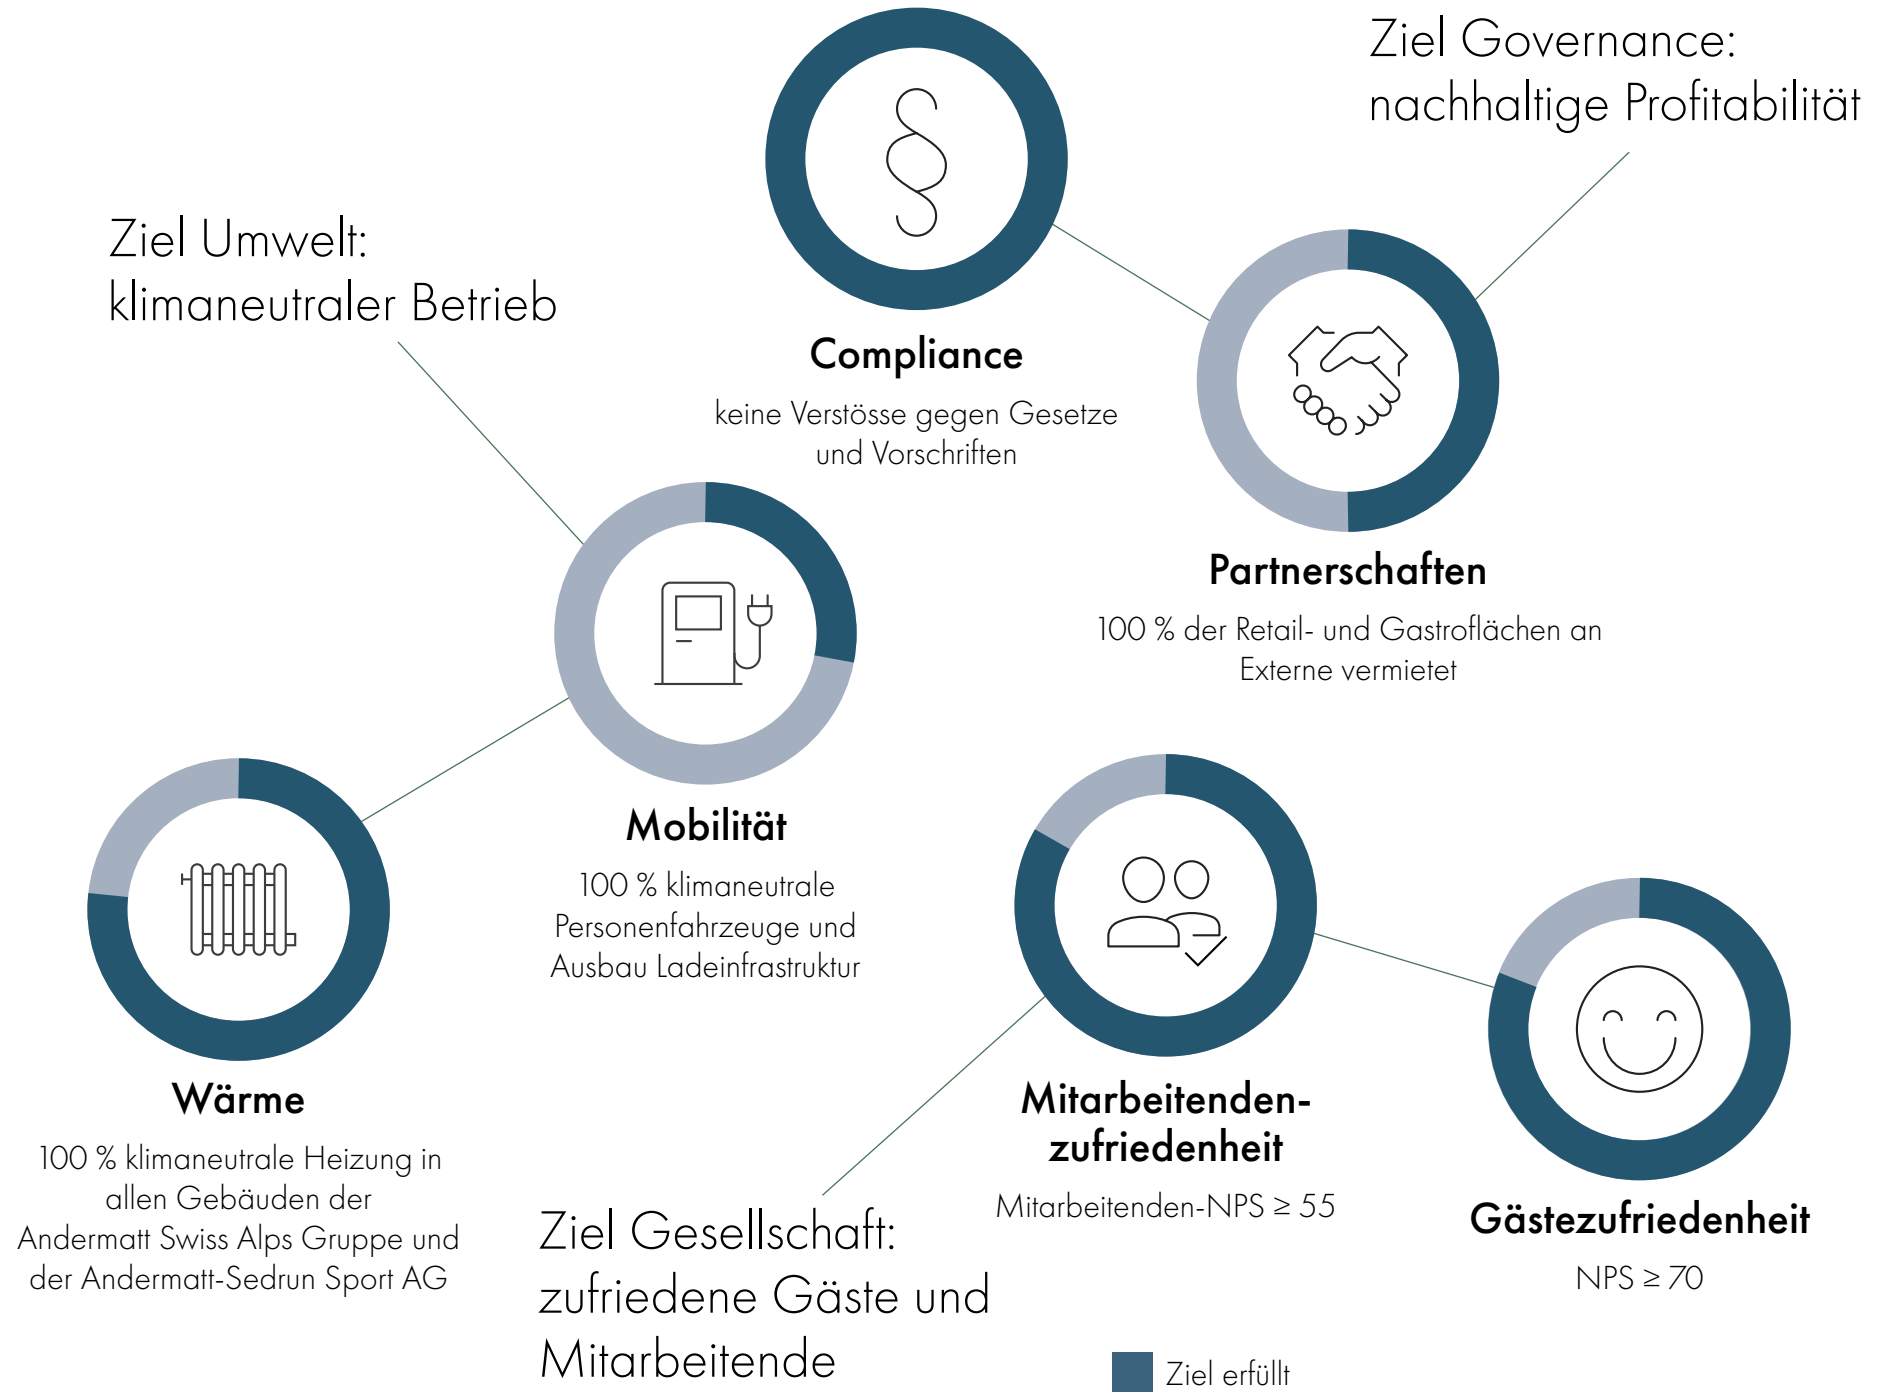 Ziel Governance:
nachhaltige Profitabilität
Ziel Umwelt:
klimaneutraler Betrieb
Compliance
keine Verstösse gegen Gesetze
und Vorschriften
Partnerschaften
100 % der Retail- und Gastroflächen an
Externe vermietet
Mobilität
100 % klimaneutrale
Personenfahrzeuge und
Ausbau Ladeinfrastruktur
Wärme
100 % klimaneutrale Heizung in
allen Gebäuden der
Andermatt Swiss Alps Gruppe und
der Andermatt-Sedrun Sport AG
Mitarbeitenden-
zufriedenheit
Mitarbeitenden-NPS ≥ 55
Gästezufriedenheit
NPS ≥ 70
Ziel Gesellschaft:
zufriedene Gäste und
Mitarbeitende
Ziel erfüllt